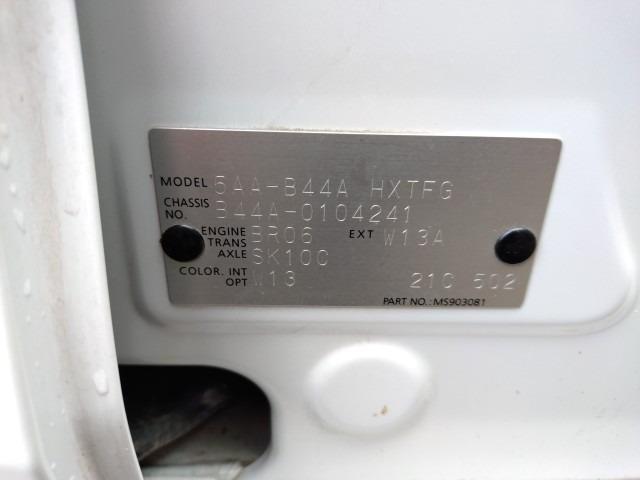 MODEL 5AA-B44A HXTFG
CHASSIS NO. B44A-0104241
ENGINE BR06 EXT W13A
TRANS AXLE SK10C
COLOR. INT W13
OPT 21C 502
PART NO.: MS903081